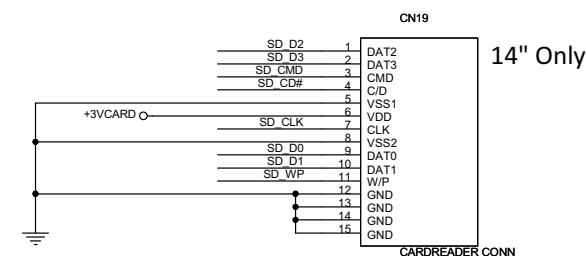 CN19
14" Only
SD_D2 1 DAT2
SD_D3 2 DAT3
SD_CMD 3 CMD
SD_CD# 4 C/D
5 VSS1
+3VCARD 6 VDD
SD_CLK 7 CLK
8 VSS2
SD_D0 9 DAT0
SD_D1 10 DAT1
SD_WP 11 W/P
12 GND
13 GND
14 GND
15 GND
CARDREADER CONN